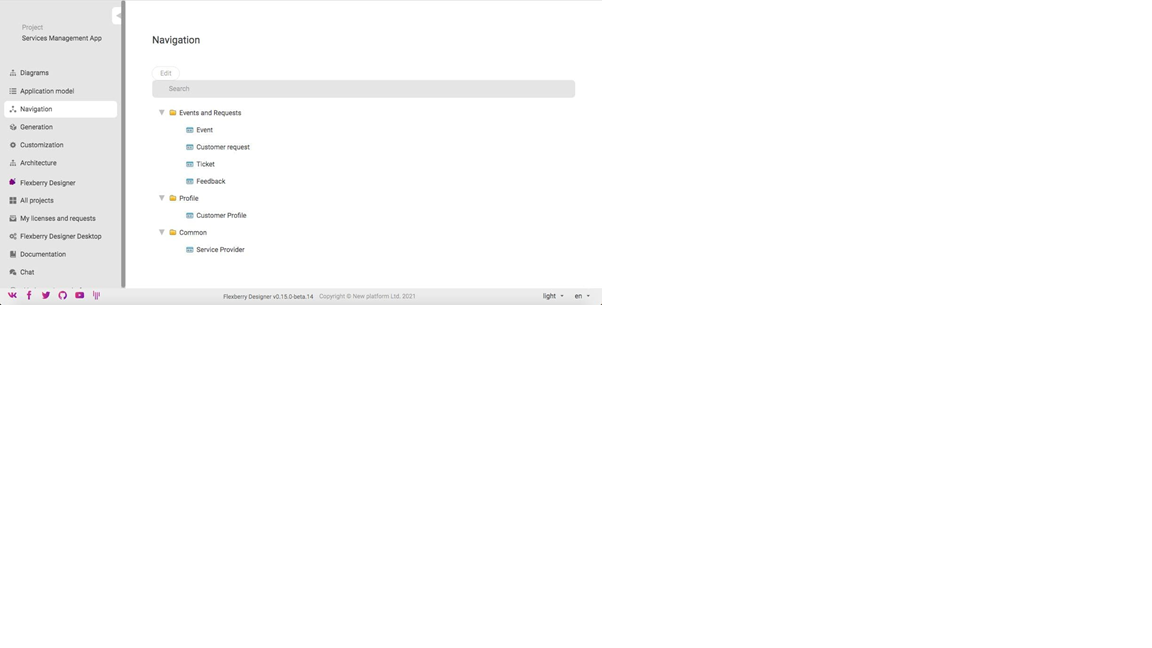 Project
Services Management App
Diagrams
Application model
Navigation
Generation
Customization
Architecture
Flexberry Designer
All projects
My licenses and requests
Flexberry Designer Desktop
Documentation
Chat
Navigation
Edit
Search
Events and Requests
Event
Customer request
Ticket
Feedback
Profile
Customer Profile
Common
Service Provider
Flexberry Designer v0.15.0-beta.14 Copyright © New platform Ltd. 2021
light
en